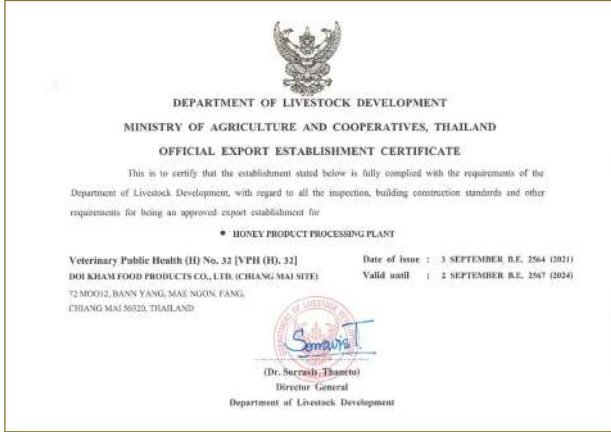 DEPARTMENT OF LIVESTOCK DEVELOPMENT
MINISTRY OF AGRICULTURE AND COOPERATIVES, THAILAND
OFFICIAL EXPORT ESTABLISHMENT CERTIFICATE
This is to certify that the establishment stated below is fully complied with the requirements of the
Department of Livestock Development, with regard to all the inspection, building construction standards and other
requirements for being an approved export establishment for
• HONEY PRODUCT PROCESSING PLANT
Veterinary Public Health (H) No. 32 [VPH (H). 32]
Date of issue : 3 SEPTEMBER B.E. 2564 (2021)
DOI KHAM FOOD PRODUCTS CO., LTD. (CHIANG MAI SITE)
Valid until : 2 SEPTEMBER B.E. 2567 (2024)
72 MOO12, BANN YANG, MAE NGON, FANG,
CHIANG MAI 50320, THAILAND
Sorravis T.
(Dr. Sorravis Thaneto)
Director General
Department of Livestock Development